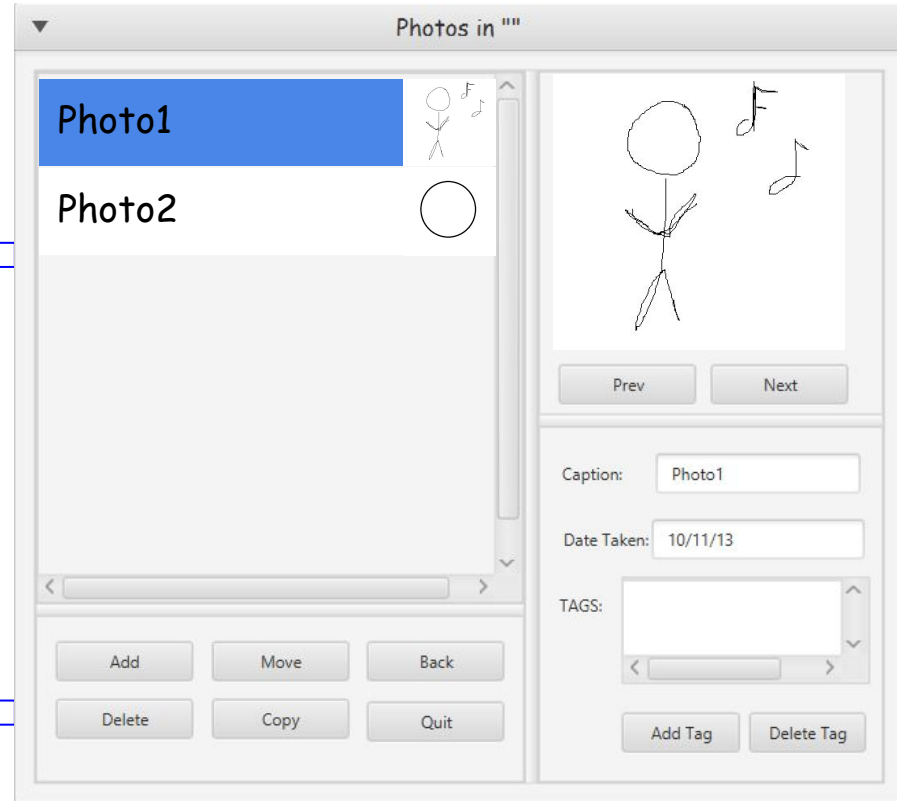 Photos in ""
Photo1
Photo2
Prev Next
Caption: Photo1
Date Taken: 10/11/13
TAGS:
Add Move Back
Delete Copy Quit
Add Tag Delete Tag